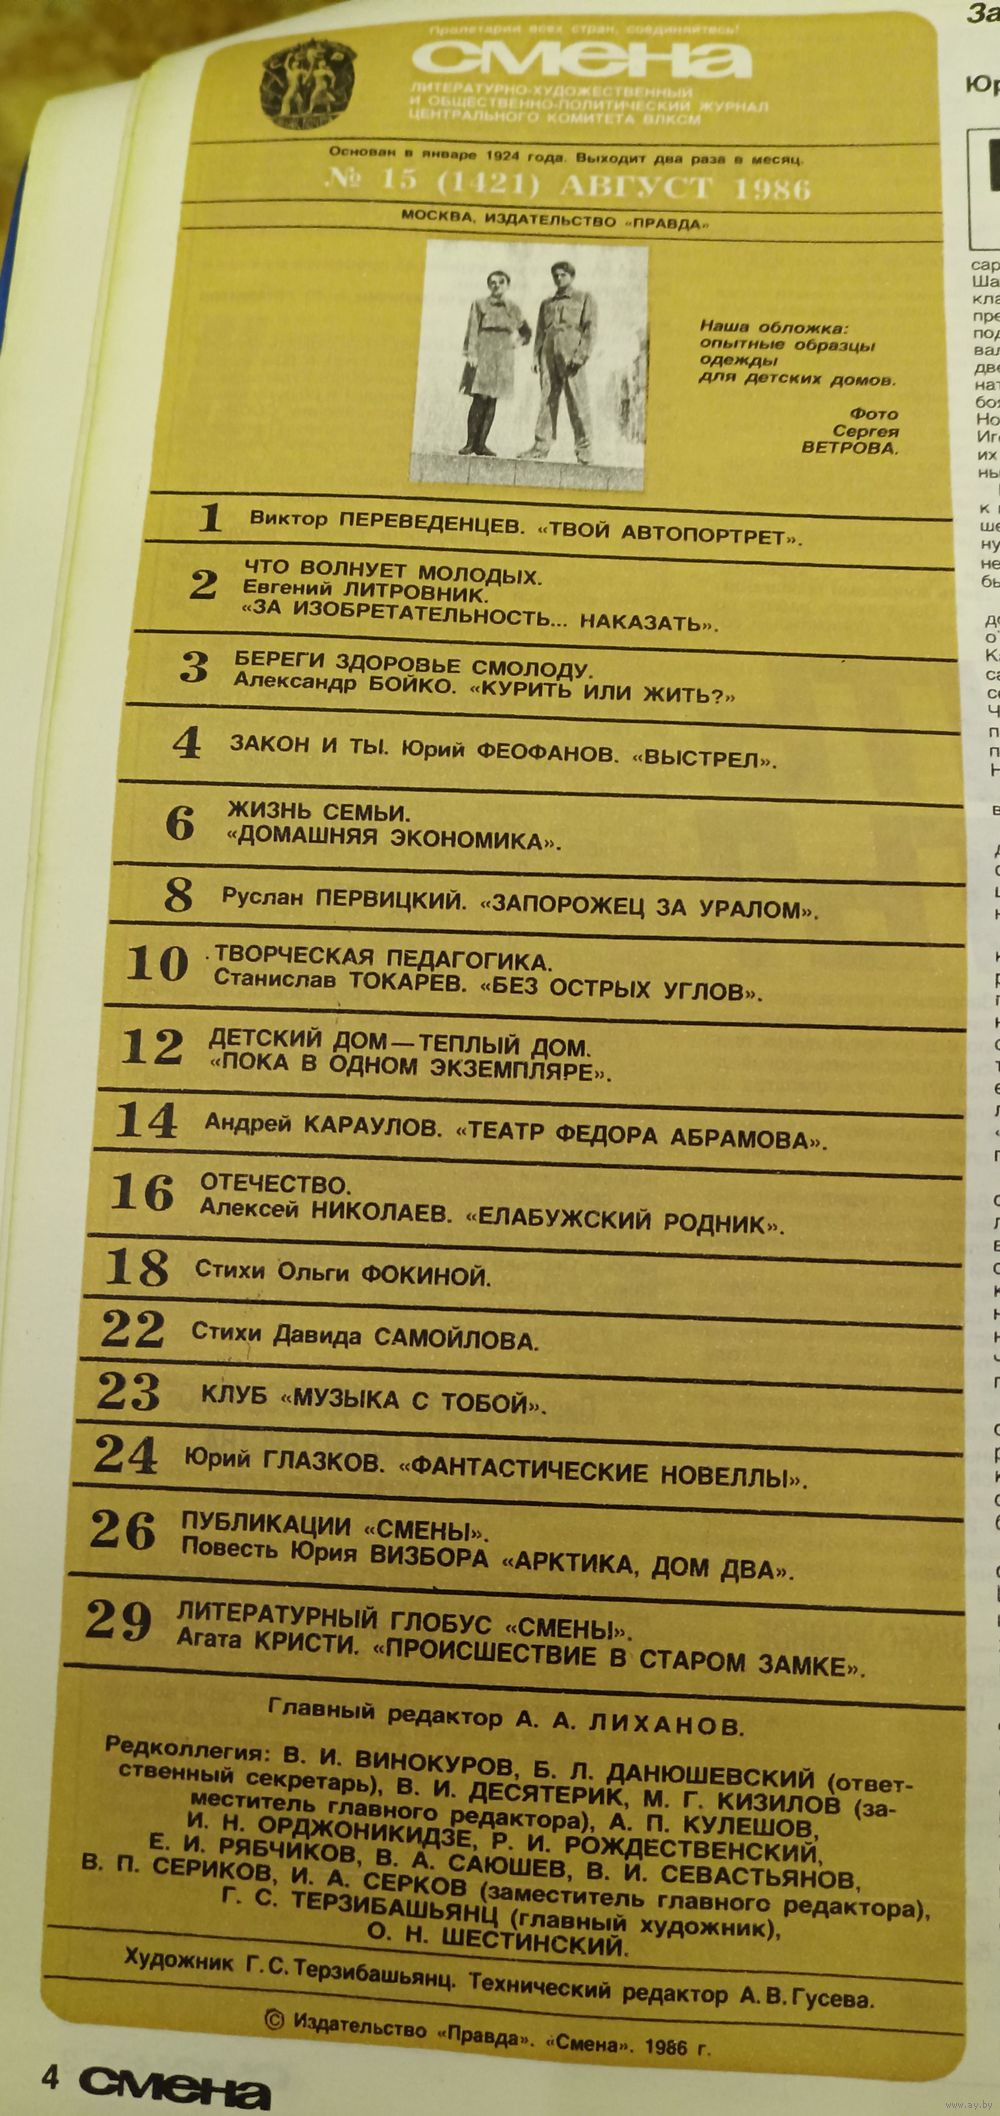 Пролетарии всех стран, соединяйтесь!
смена
ЛИТЕРАТУРНО-ХУДОЖЕСТВЕННЫЙ
И ОБЩЕСТВЕННО-ПОЛИТИЧЕСКИЙ ЖУРНАЛ
ЦЕНТРАЛЬНОГО КОМИТЕТА ВЛКСМ
Основан в январе 1924 года. Выходит два раза в месяц.
№ 15 (1421) АВГУСТ 1986
МОСКВА, ИЗДАТЕЛЬСТВО «ПРАВДА»
Наша обложка:
опытные образцы
одежды
для детских домов.
Фото
Сергея
ВЕТРОВА.
1 Виктор ПЕРЕВЕДЕНЦЕВ. «ТВОЙ АВТОПОРТРЕТ».
2 ЧТО ВОЛНУЕТ МОЛОДЫХ.
Евгений ЛИТРОВНИК.
«ЗА ИЗОБРЕТАТЕЛЬНОСТЬ... НАКАЗАТЬ».
3 БЕРЕГИ ЗДОРОВЬЕ СМОЛОДУ.
Александр БОЙКО. «КУРИТЬ ИЛИ ЖИТЬ?»
4 ЗАКОН И ТЫ. Юрий ФЕОФАНОВ. «ВЫСТРЕЛ».
6 ЖИЗНЬ СЕМЬИ.
«ДОМАШНЯЯ ЭКОНОМИКА».
8 Руслан ПЕРВИЦКИЙ. «ЗАПОРОЖЕЦ ЗА УРАЛОМ».
10 ТВОРЧЕСКАЯ ПЕДАГОГИКА.
Станислав ТОКАРЕВ. «БЕЗ ОСТРЫХ УГЛОВ».
12 ДЕТСКИЙ ДОМ — ТЕПЛЫЙ ДОМ.
«ПОКА В ОДНОМ ЭКЗЕМПЛЯРЕ».
14 Андрей КАРАУЛОВ. «ТЕАТР ФЕДОРА АБРАМОВА».
16 ОТЕЧЕСТВО.
Алексей НИКОЛАЕВ. «ЕЛАБУЖСКИЙ РОДНИК».
18 Стихи Ольги ФОКИНОЙ.
22 Стихи Давида САМОЙЛОВА.
23 КЛУБ «МУЗЫКА С ТОБОЙ».
24 Юрий ГЛАЗКОВ. «ФАНТАСТИЧЕСКИЕ НОВЕЛЛЫ».
26 ПУБЛИКАЦИИ «СМЕНЫ».
Повесть Юрия ВИЗБОРА «АРКТИКА, ДОМ ДВА».
29 ЛИТЕРАТУРНЫЙ ГЛОБУС «СМЕНЫ».
Агата КРИСТИ. «ПРОИСШЕСТВИЕ В СТАРОМ ЗАМКЕ».
Главный редактор А. А. ЛИХАНОВ.
Редколлегия: В. И. ВИНОКУРОВ, Б. Л. ДАНЮШЕВСКИЙ (ответ-
ственный секретарь), В. И. ДЕСЯТЕРИК, М. Г. КИЗИЛОВ (за-
меститель главного редактора), А. П. КУЛЕШОВ,
И. Н. ОРДЖОНИКИДЗЕ, Р. И. РОЖДЕСТВЕНСКИЙ,
Е. И. РЯБЧИКОВ, В. А. САЮШЕВ, В. И. СЕВАСТЬЯНОВ,
В. П. СЕРИКОВ, И. А. СЕРКОВ (заместитель главного редактора),
Г. С. ТЕРЗИБАШЬЯНЦ (главный художник),
О. Н. ШЕСТИНСКИЙ.
Художник Г. С. Терзибашьянц. Технический редактор А. В. Гусева.
© Издательство «Правда». «Смена». 1986 г.
4 смена
www.ay.by